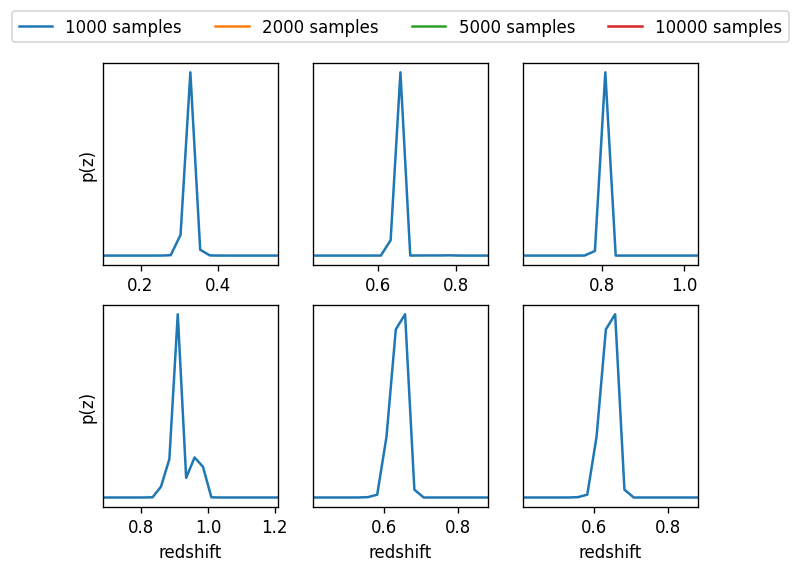 1000 samples 2000 samples 5000 samples 10000 samples
p(z)
0.2 0.4 0.6 0.8 0.8 1.0
p(z)
0.8 1.0 1.2 0.6 0.8 0.6 0.8
redshift redshift redshift